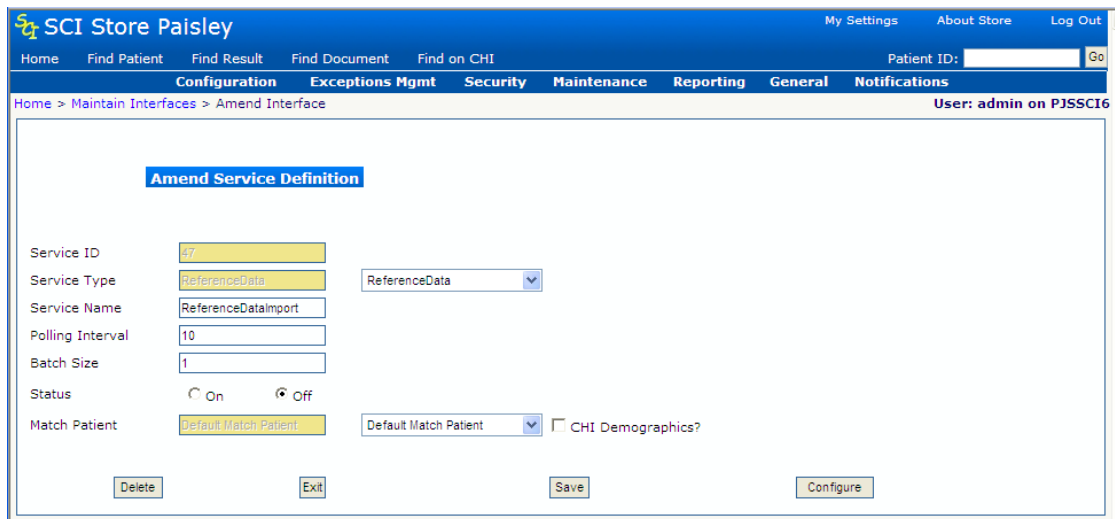 SCI SCI Store Paisley
My Settings About Store Log Out
Home Find Patient Find Result Find Document Find on CHI Patient ID: Go
Configuration Exceptions Mgmt Security Maintenance Reporting General Notifications
Home > Maintain Interfaces > Amend Interface User: admin on PJSSCI6
Amend Service Definition
Service ID 47
Service Type ReferenceData ReferenceData
Service Name ReferenceDataImport
Polling Interval 10
Batch Size 1
Status On Off
Match Patient Default Match Patient Default Match Patient CHI Demographics?
Delete Exit Save Configure